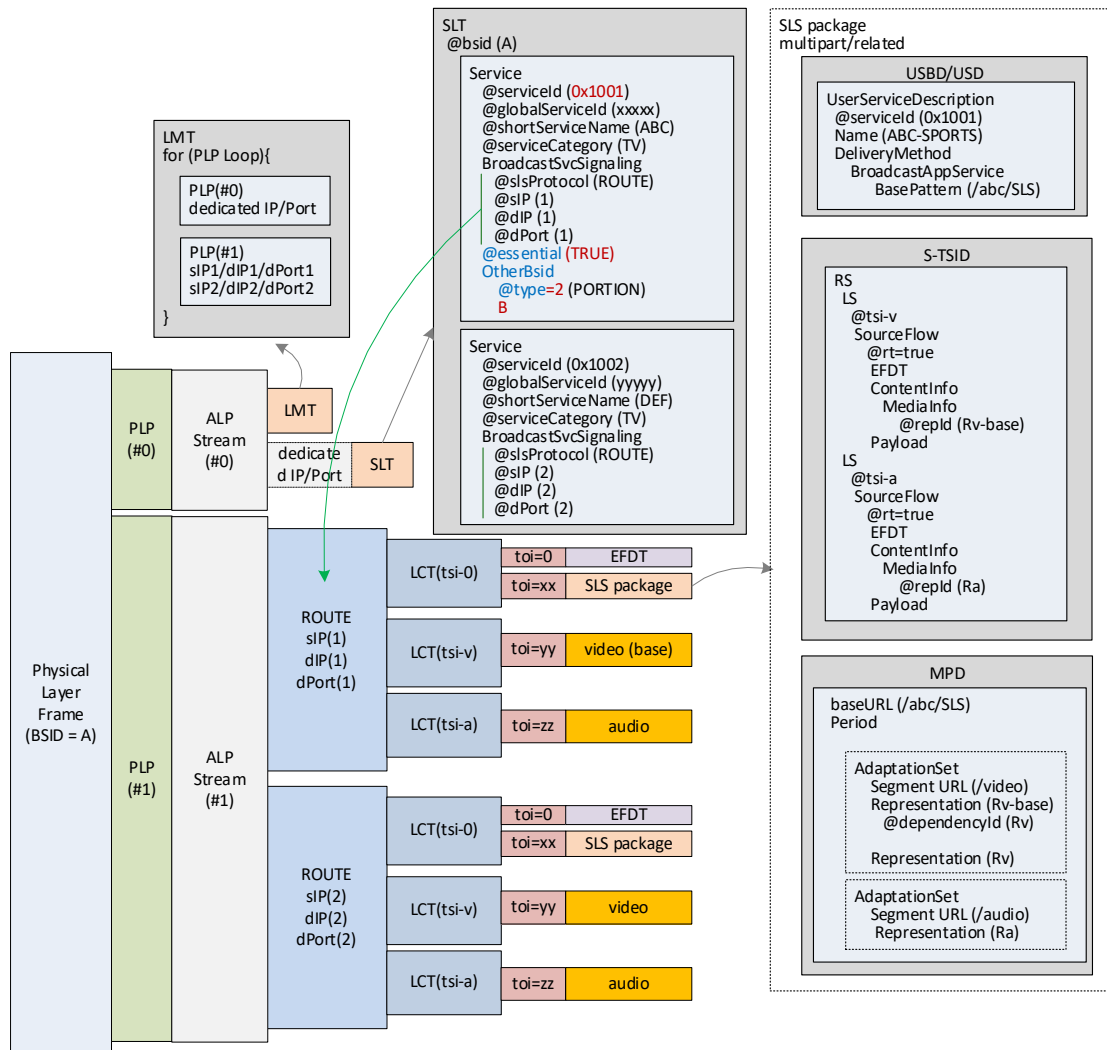 SLT
@bsid (A)
Service
@serviceId (0x1001)
@globalServiceId (xxxxx)
@shortServiceName (ABC)
@serviceCategory (TV)
BroadcastSvcSignaling
@slsProtocol (ROUTE)
@sIP (1)
@dIP (1)
@dPort (1)
@essential (TRUE)
OtherBsid
@type=2 (PORTION)
B
Service
@serviceId (0x1002)
@globalServiceId (yyyyy)
@shortServiceName (DEF)
@serviceCategory (TV)
BroadcastSvcSignaling
@slsProtocol (ROUTE)
@sIP (2)
@dIP (2)
@dPort (2)
LMT
for (PLP Loop){
PLP(#0)
dedicated IP/Port
PLP(#1)
sIP1/dIP1/dPort1
sIP2/dIP2/dPort2
}
Physical
Layer
Frame
(BSID = A)
PLP
(#0)
ALP
Stream
(#0)
LMT
dedicate
d IP/Port
SLT
PLP
(#1)
ALP
Stream
(#1)
ROUTE
sIP(1)
dIP(1)
dPort(1)
LCT(tsi-0)
toi=0
EFDT
toi=xx
SLS package
LCT(tsi-v)
toi=yy
video (base)
LCT(tsi-a)
toi=zz
audio
ROUTE
sIP(2)
dIP(2)
dPort(2)
LCT(tsi-0)
toi=0
EFDT
toi=xx
SLS package
LCT(tsi-v)
toi=yy
video
LCT(tsi-a)
toi=zz
audio
SLS package
multipart/related
USBD/USD
UserServiceDescription
@serviceId (0x1001)
Name (ABC-SPORTS)
DeliveryMethod
BroadcastAppService
BasePattern (/abc/SLS)
S-TSID
RS
LS
@tsi-v
SourceFlow
@rt=true
EFDT
ContentInfo
MediaInfo
@repId (Rv-base)
Payload
LS
@tsi-a
SourceFlow
@rt=true
EFDT
ContentInfo
MediaInfo
@repId (Ra)
Payload
MPD
baseURL (/abc/SLS)
Period
AdaptationSet
Segment URL (/video)
Representation (Rv-base)
@dependencyId (Rv)
Representation (Rv)
AdaptationSet
Segment URL (/audio)
Representation (Ra)